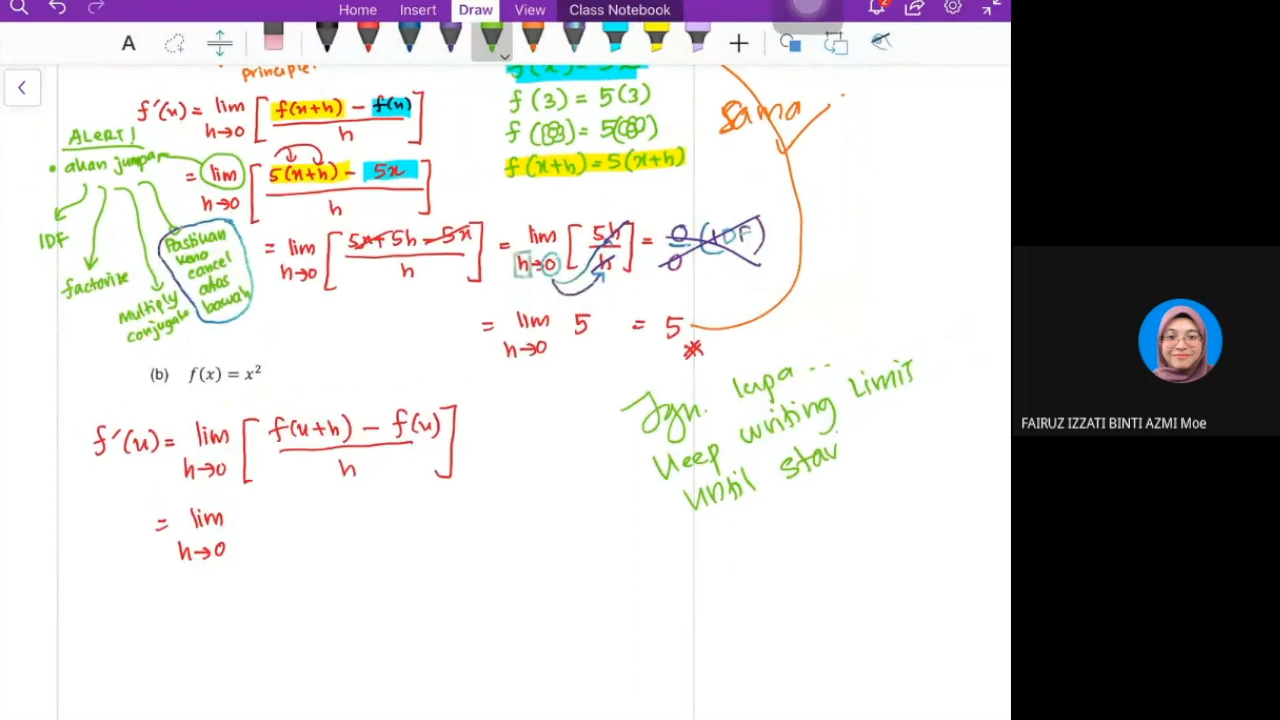 Home Insert Draw View Class Notebook
A
principle.
f(x) = 5x
f'(x) = lim h→0 [ f(x+h) − f(x) / h ]
f(3) = 5(3)
sama
ALERT!
• akan jumpa
= lim h→0 [ 5(x+h) − 5x / h ]
f(x+h) = 5(x+h)
IDF
factorize
Multiply conjugate
Pastikan
kena
cancel
atas
bawah
= lim h→0 [ 5x + 5h − 5x / h ] = lim h→0 [ 5h / h ] = 0 / 0 (IDF)
= lim h→0 5 = 5
(b) f(x) = x²
Jgn. lupa ..
Keep writing LIMIT
until
f'(x) = lim h→0 [ f(x+h) − f(x) / h ]
= lim h→0
FAIRUZ IZZATI BINTI AZMI Moe